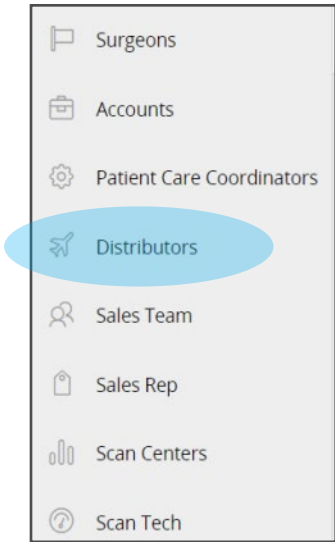 Surgeons
Accounts
Patient Care Coordinators
Distributors
Sales Team
Sales Rep
Scan Centers
Scan Tech